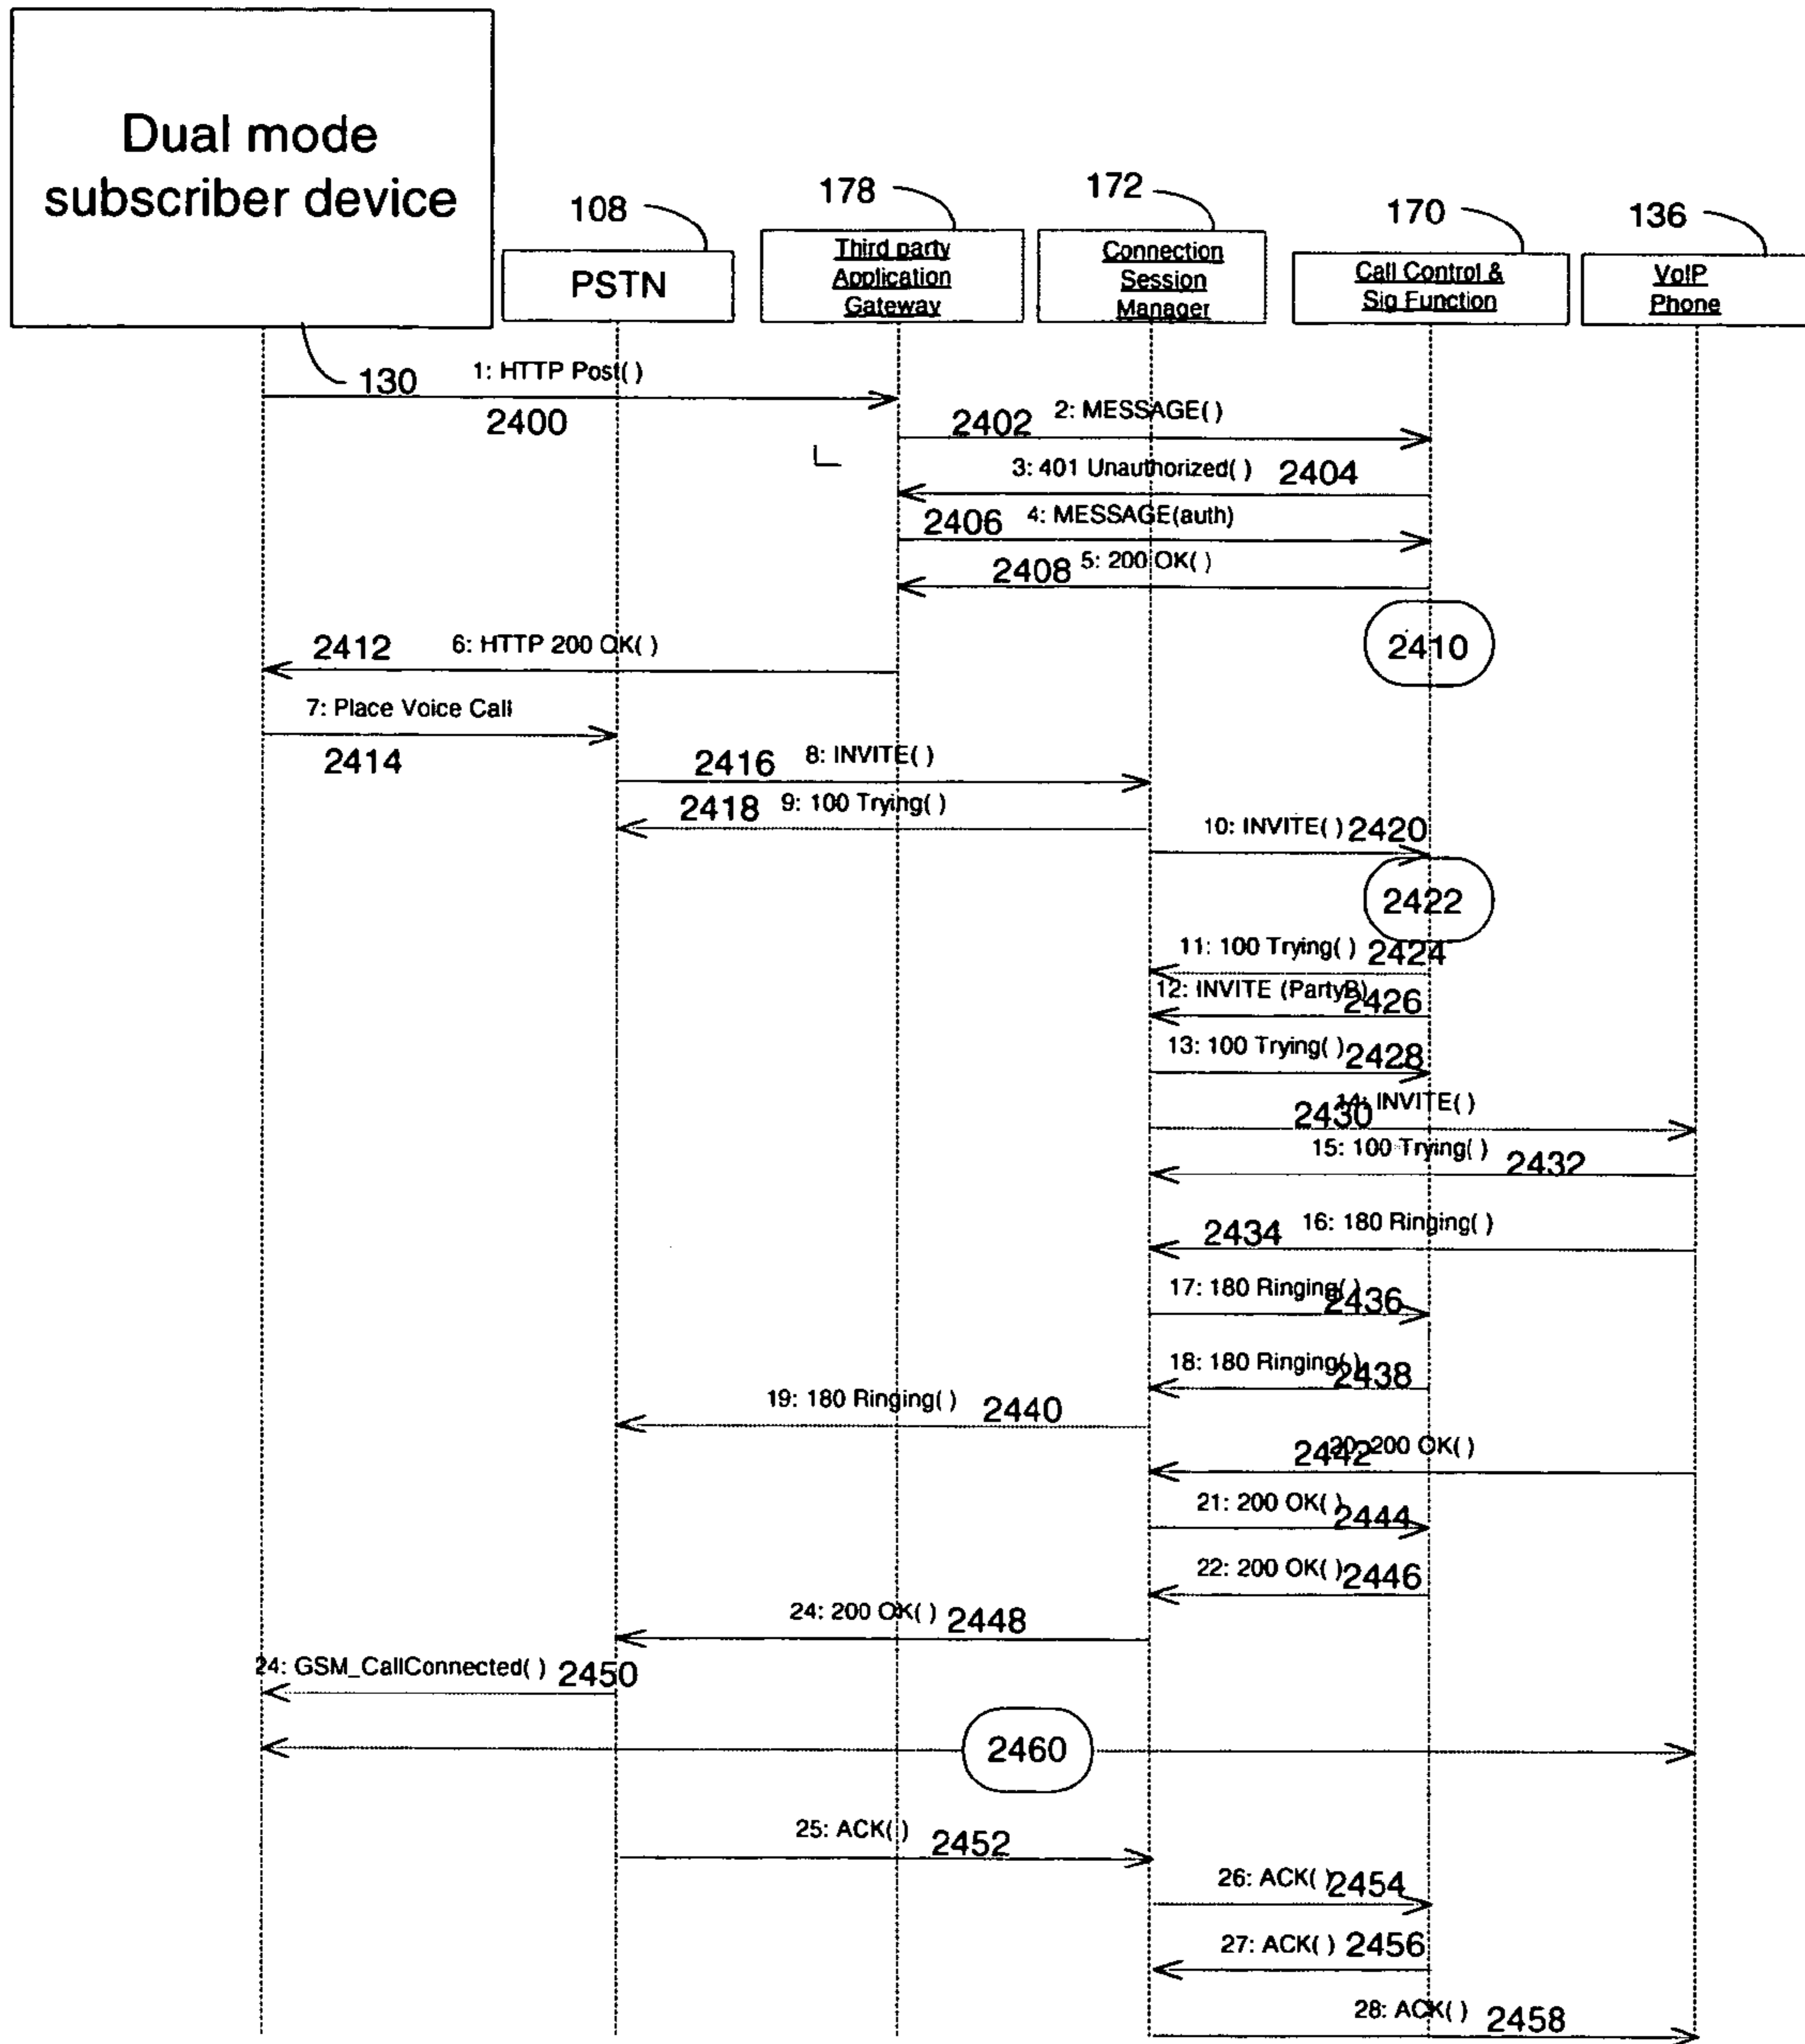 Dual mode
subscriber device
108
178
172
170
136
PSTN
Third party
Application
Gateway
Connection
Session
Manager
Call Control &
Sig Function
VoIP
Phone
130
1: HTTP Post( )
2400
2402
2: MESSAGE( )
3: 401 Unauthorized( )
2404
2406
4: MESSAGE(auth)
2408
5: 200 OK( )
2410
2412
6: HTTP 200 OK( )
7: Place Voice Call
2414
2416
8: INVITE( )
2418
9: 100 Trying( )
10: INVITE( )
2420
2422
11: 100 Trying( )
2424
12: INVITE (PartyB)
2426
13: 100 Trying( )
2428
2430
14: INVITE( )
15: 100 Trying( )
2432
2434
16: 180 Ringing( )
17: 180 Ringing( )
2436
18: 180 Ringing( )
2438
19: 180 Ringing( )
2440
2442
20: 200 OK( )
21: 200 OK( )
2444
22: 200 OK( )
2446
24: 200 OK( )
2448
24: GSM_CallConnected( )
2450
2460
25: ACK( )
2452
26: ACK( )
2454
27: ACK( )
2456
28: ACK( )
2458